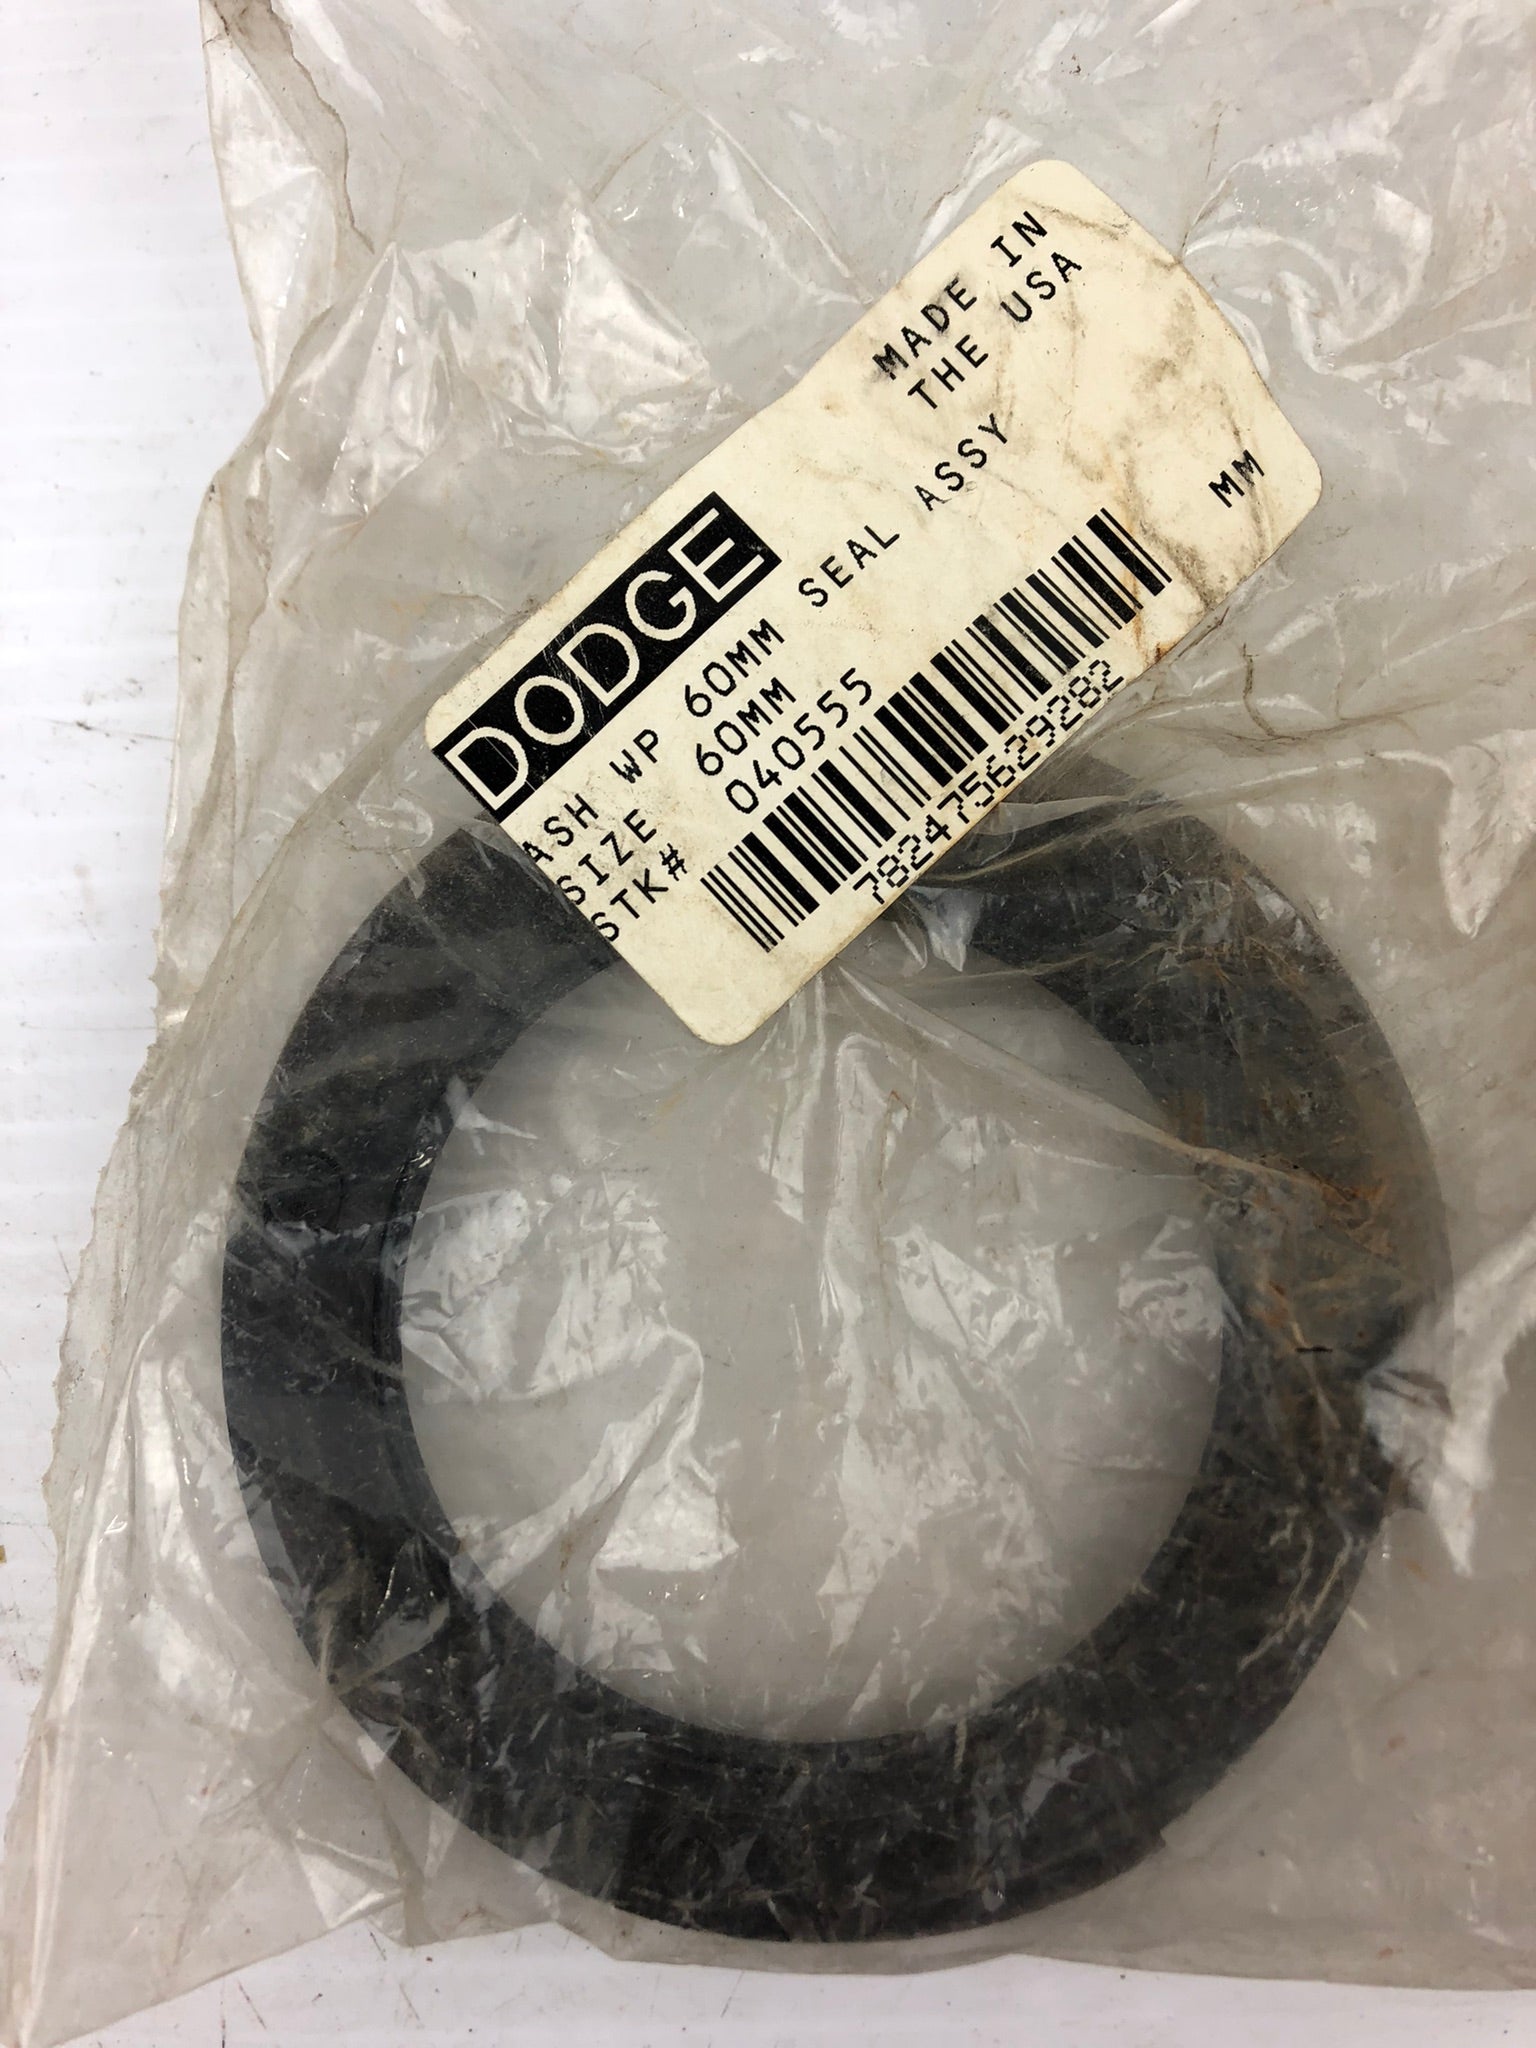 MADE IN
THE USA
DODGE
ASH WP 60MM SEAL ASSY
SIZE 60MM MM
STK# 040555
782475629282